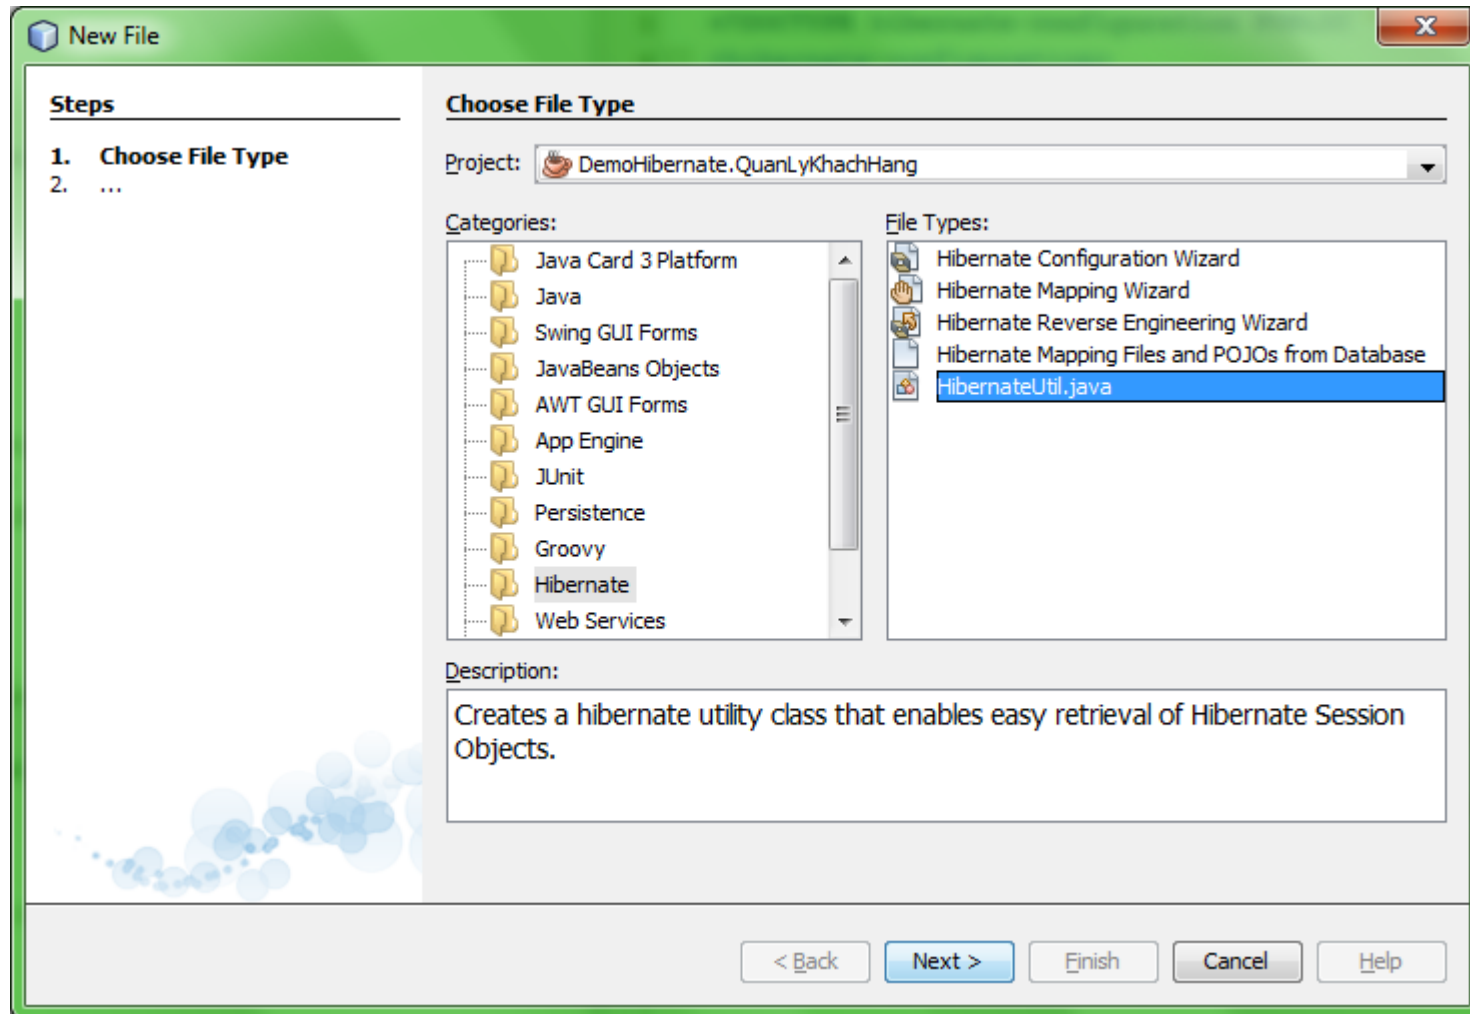 New File
Steps
1. Choose File Type
2. ...
Choose File Type
Project: DemoHibernate.QuanLyKhachHang
Categories:
Java Card 3 Platform
Java
Swing GUI Forms
JavaBeans Objects
AWT GUI Forms
App Engine
JUnit
Persistence
Groovy
Hibernate
Web Services
File Types:
Hibernate Configuration Wizard
Hibernate Mapping Wizard
Hibernate Reverse Engineering Wizard
Hibernate Mapping Files and POJOs from Database
HibernateUtil.java
Description:
Creates a hibernate utility class that enables easy retrieval of Hibernate Session
Objects.
< Back Next > Finish Cancel Help